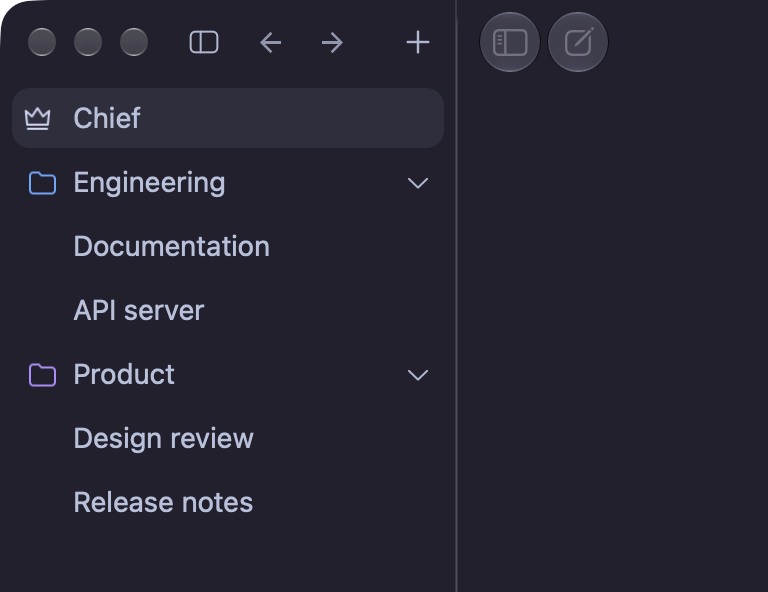 Chief
Engineering
Documentation
API server
Product
Design review
Release notes